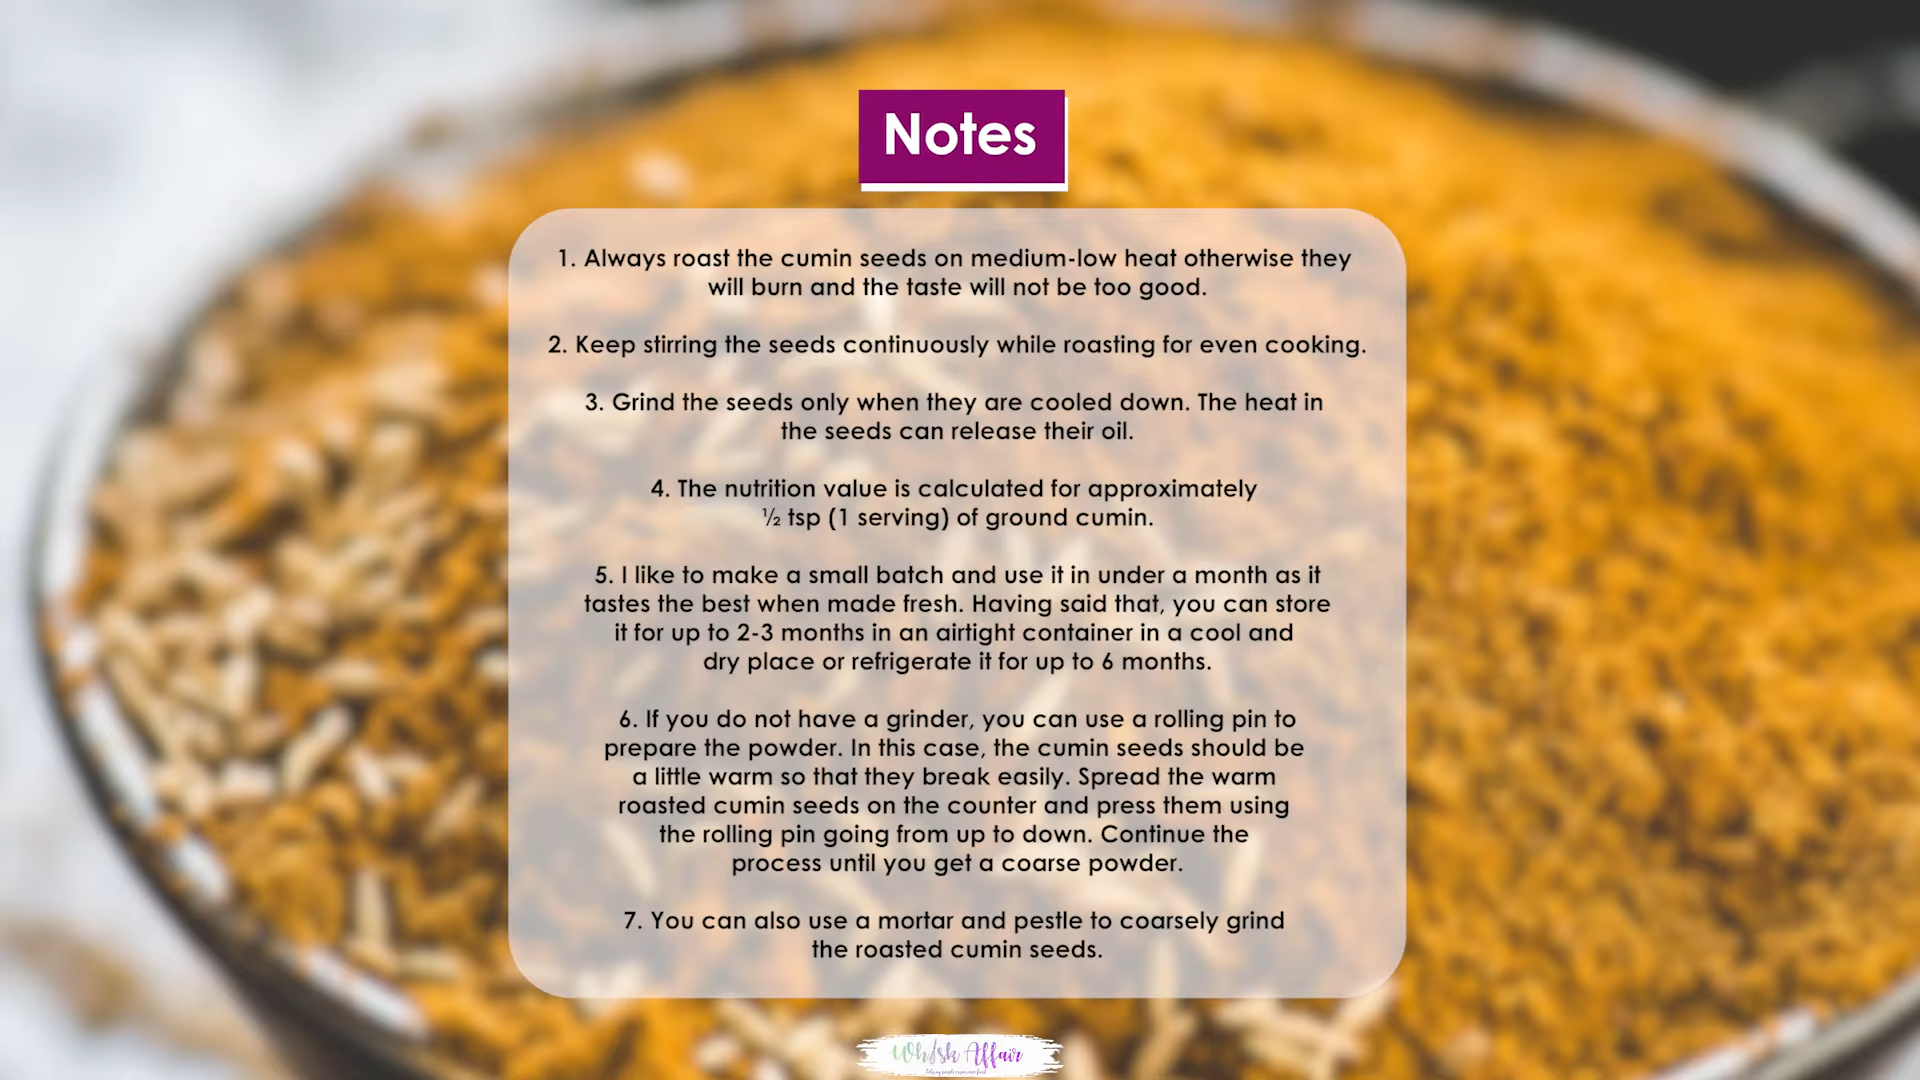 Notes
1. Always roast the cumin seeds on medium-low heat otherwise they
will burn and the taste will not be too good.
2. Keep stirring the seeds continuously while roasting for even cooking.
3. Grind the seeds only when they are cooled down. The heat in
the seeds can release their oil.
4. The nutrition value is calculated for approximately
½ tsp (1 serving) of ground cumin.
5. I like to make a small batch and use it in under a month as it
tastes the best when made fresh. Having said that, you can store
it for up to 2-3 months in an airtight container in a cool and
dry place or refrigerate it for up to 6 months.
6. If you do not have a grinder, you can use a rolling pin to
prepare the powder. In this case, the cumin seeds should be
a little warm so that they break easily. Spread the warm
roasted cumin seeds on the counter and press them using
the rolling pin going from up to down. Continue the
process until you get a coarse powder.
7. You can also use a mortar and pestle to coarsely grind
the roasted cumin seeds.
Whisk Affair